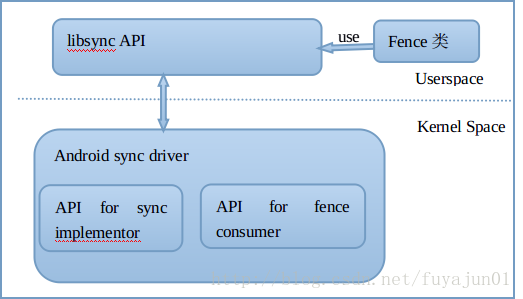 libsync API
use
Fence 类
Userspace
Kernel Space
Android sync driver
API for sync
implementor
API for fence
consumer
http://blog.csdn.net/fuyajun01